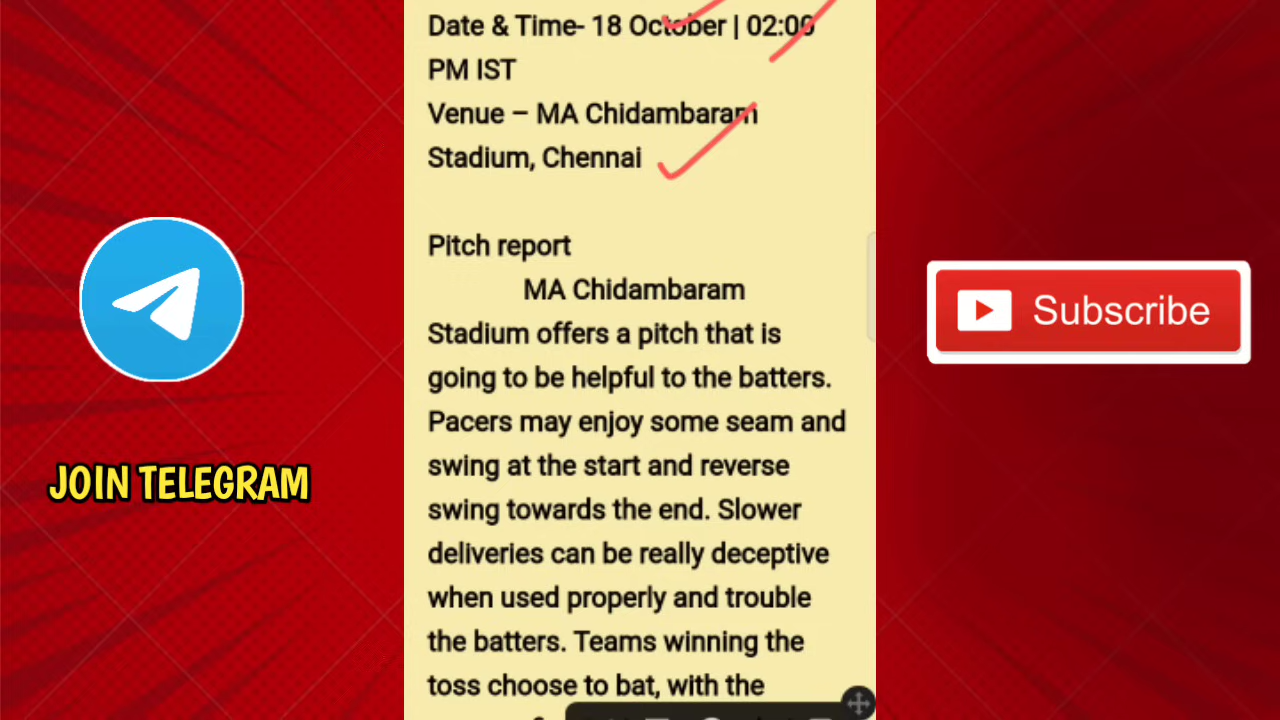 Date & Time- 18 October | 02:00
PM IST
Venue – MA Chidambaram
Stadium, Chennai
Pitch report
MA Chidambaram
Stadium offers a pitch that is
going to be helpful to the batters.
Pacers may enjoy some seam and
swing at the start and reverse
swing towards the end. Slower
deliveries can be really deceptive
when used properly and trouble
the batters. Teams winning the
toss choose to bat, with the
JOIN TELEGRAM
Subscribe